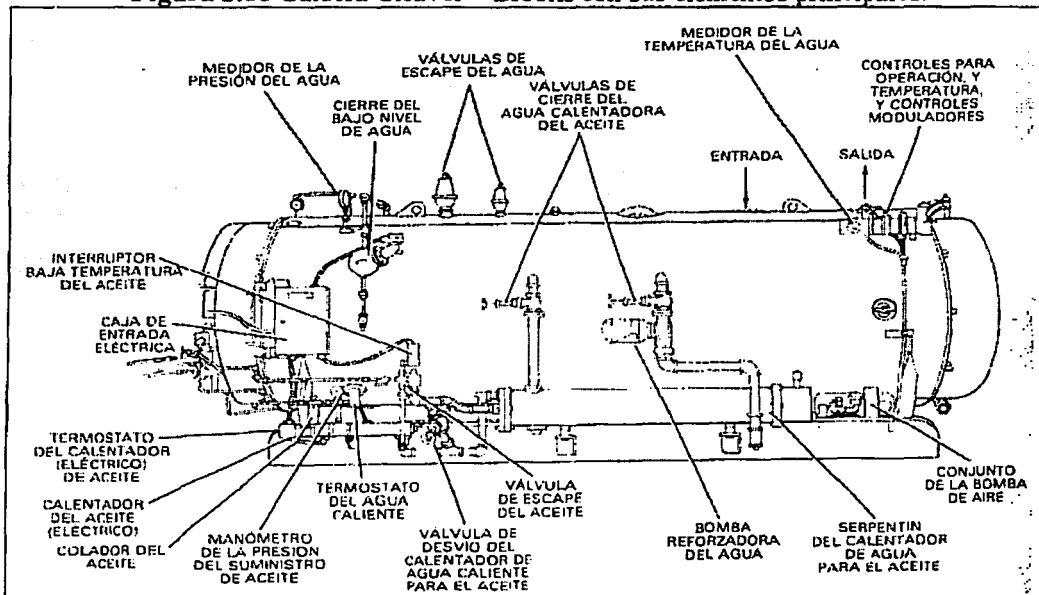 MEDIDOR DE LA
PRESIÓN DEL AGUA
CIERRE DEL
BAJO NIVEL
DE AGUA
VÁLVULAS DE
ESCAPE DEL AGUA
VÁLVULAS DE
CIERRE DEL
AGUA CALENTADORA
DEL ACEITE
MEDIDOR DE LA
TEMPERATURA DEL AGUA
CONTROLES PARA
OPERACIÓN, Y
TEMPERATURA,
Y CONTROLES
MODULADORES
ENTRADA
SALIDA
INTERRUPTOR
BAJA TEMPERATURA
DEL ACEITE
CAJA DE
ENTRADA
ELÉCTRICA
TERMOSTATO
DEL CALENTADOR
(ELÉCTRICO)
DE ACEITE
CALENTADOR
DEL ACEITE
(ELÉCTRICO)
COLADOR DEL
ACEITE
MANÓMETRO
DE LA PRESION
DEL SUMINISTRO
DE ACEITE
TERMOSTATO
DEL AGUA
CALIENTE
VÁLVULA DE
DESVIO DEL
CALENTADOR DE
AGUA CALIENTE
PARA EL ACEITE
VÁLVULA
DE ESCAPE
DEL ACEITE
BOMBA
REFORZADORA
DEL AGUA
SERPENTIN
DEL CALENTADOR
DE AGUA
PARA EL ACEITE
CONJUNTO
DE LA BOMBA
DE AIRE